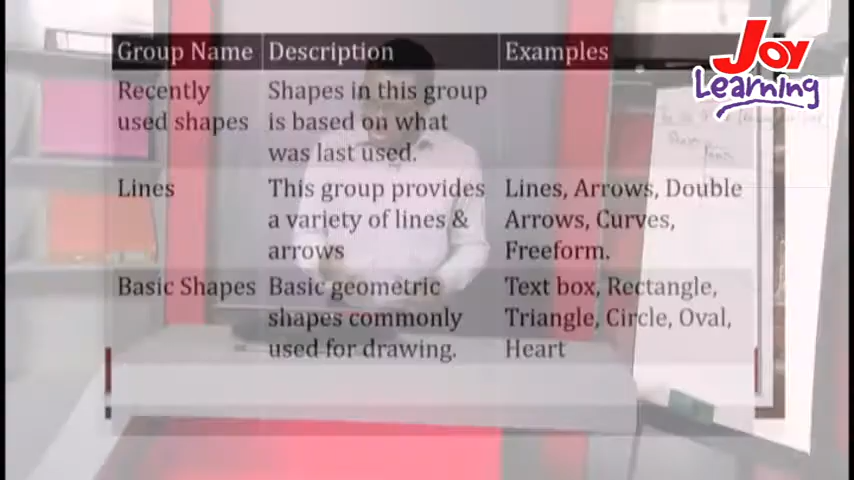 JOY
Learning
Group Name Description Examples
Recently Shapes in this group
used shapes is based on what
was last used.
Lines This group provides Lines, Arrows, Double
a variety of lines & Arrows, Curves,
arrows Freeform.
Basic Shapes Basic geometric Text box, Rectangle,
shapes commonly Triangle, Circle, Oval,
used for drawing. Heart